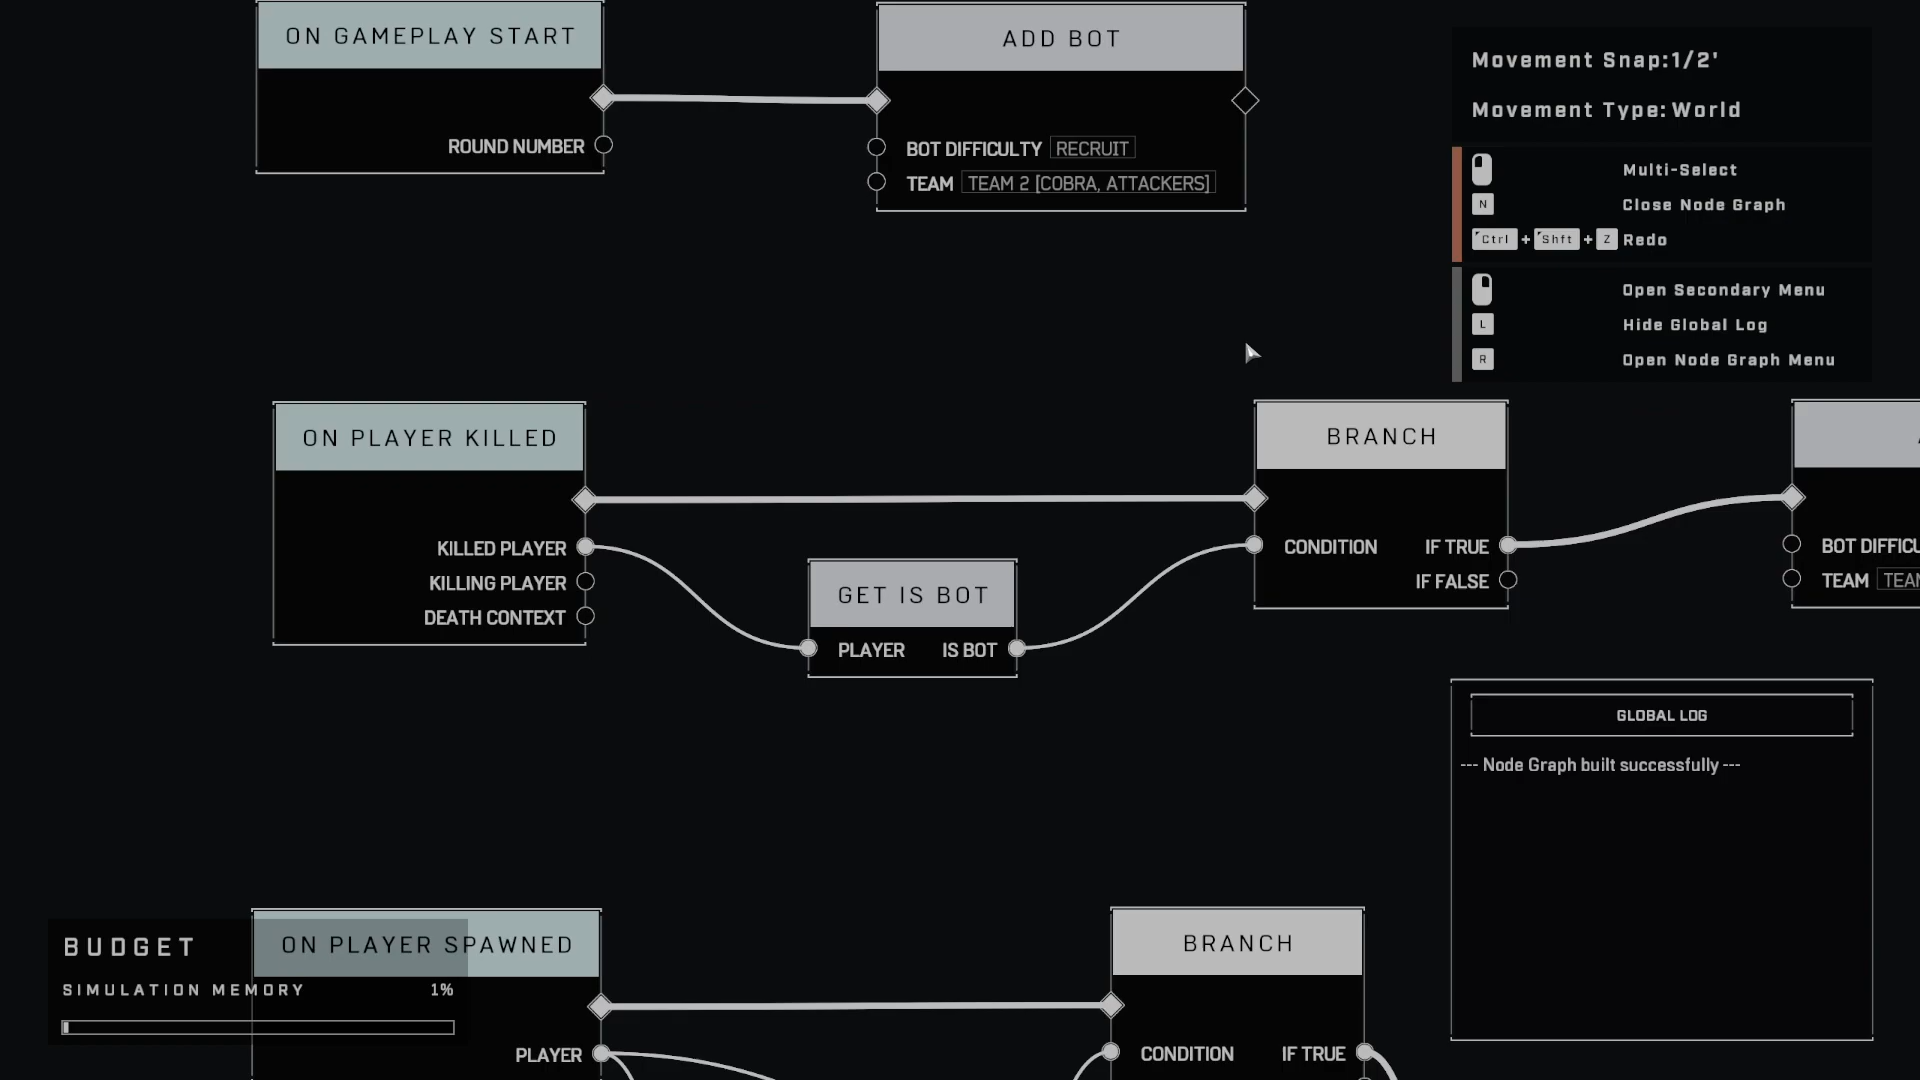 ON GAMEPLAY START
ROUND NUMBER
ADD BOT
BOT DIFFICULTY RECRUIT
TEAM TEAM 2 [COBRA, ATTACKERS]
Movement Snap:1/2'
Movement Type:World
Multi-Select
N Close Node Graph
Ctrl + Shft + Z Redo
Open Secondary Menu
L Hide Global Log
R Open Node Graph Menu
ON PLAYER KILLED
KILLED PLAYER
KILLING PLAYER
DEATH CONTEXT
GET IS BOT
PLAYER IS BOT
BRANCH
CONDITION IF TRUE
IF FALSE
BOT DIFFICU
TEAM TEAM
GLOBAL LOG
--- Node Graph built successfully ---
BUDGET
SIMULATION MEMORY 1%
ON PLAYER SPAWNED
PLAYER
BRANCH
CONDITION IF TRUE